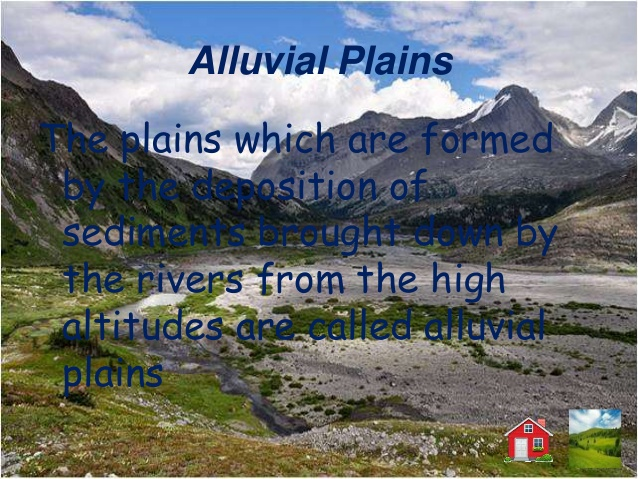 Alluvial Plains
The plains which are formed
by the deposition of
sediments brought down by
the rivers from the high
altitudes are called alluvial
plains